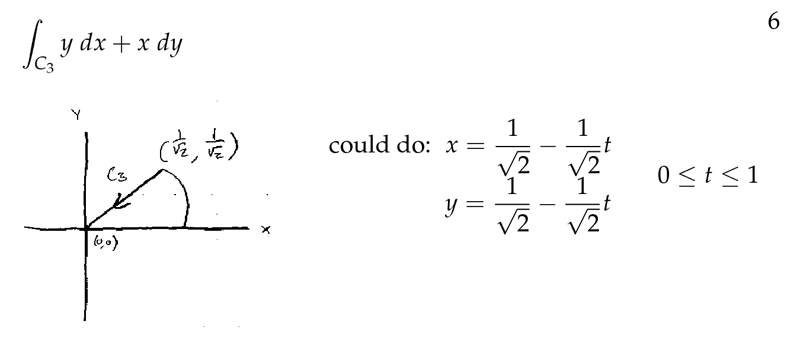 6
∫_{C₃} y dx + x dy
Y
(1/√2, 1/√2)
C₃
x
(0,0)
could do: x = 1/√2 − 1/√2 t
y = 1/√2 − 1/√2 t
0 ≤ t ≤ 1